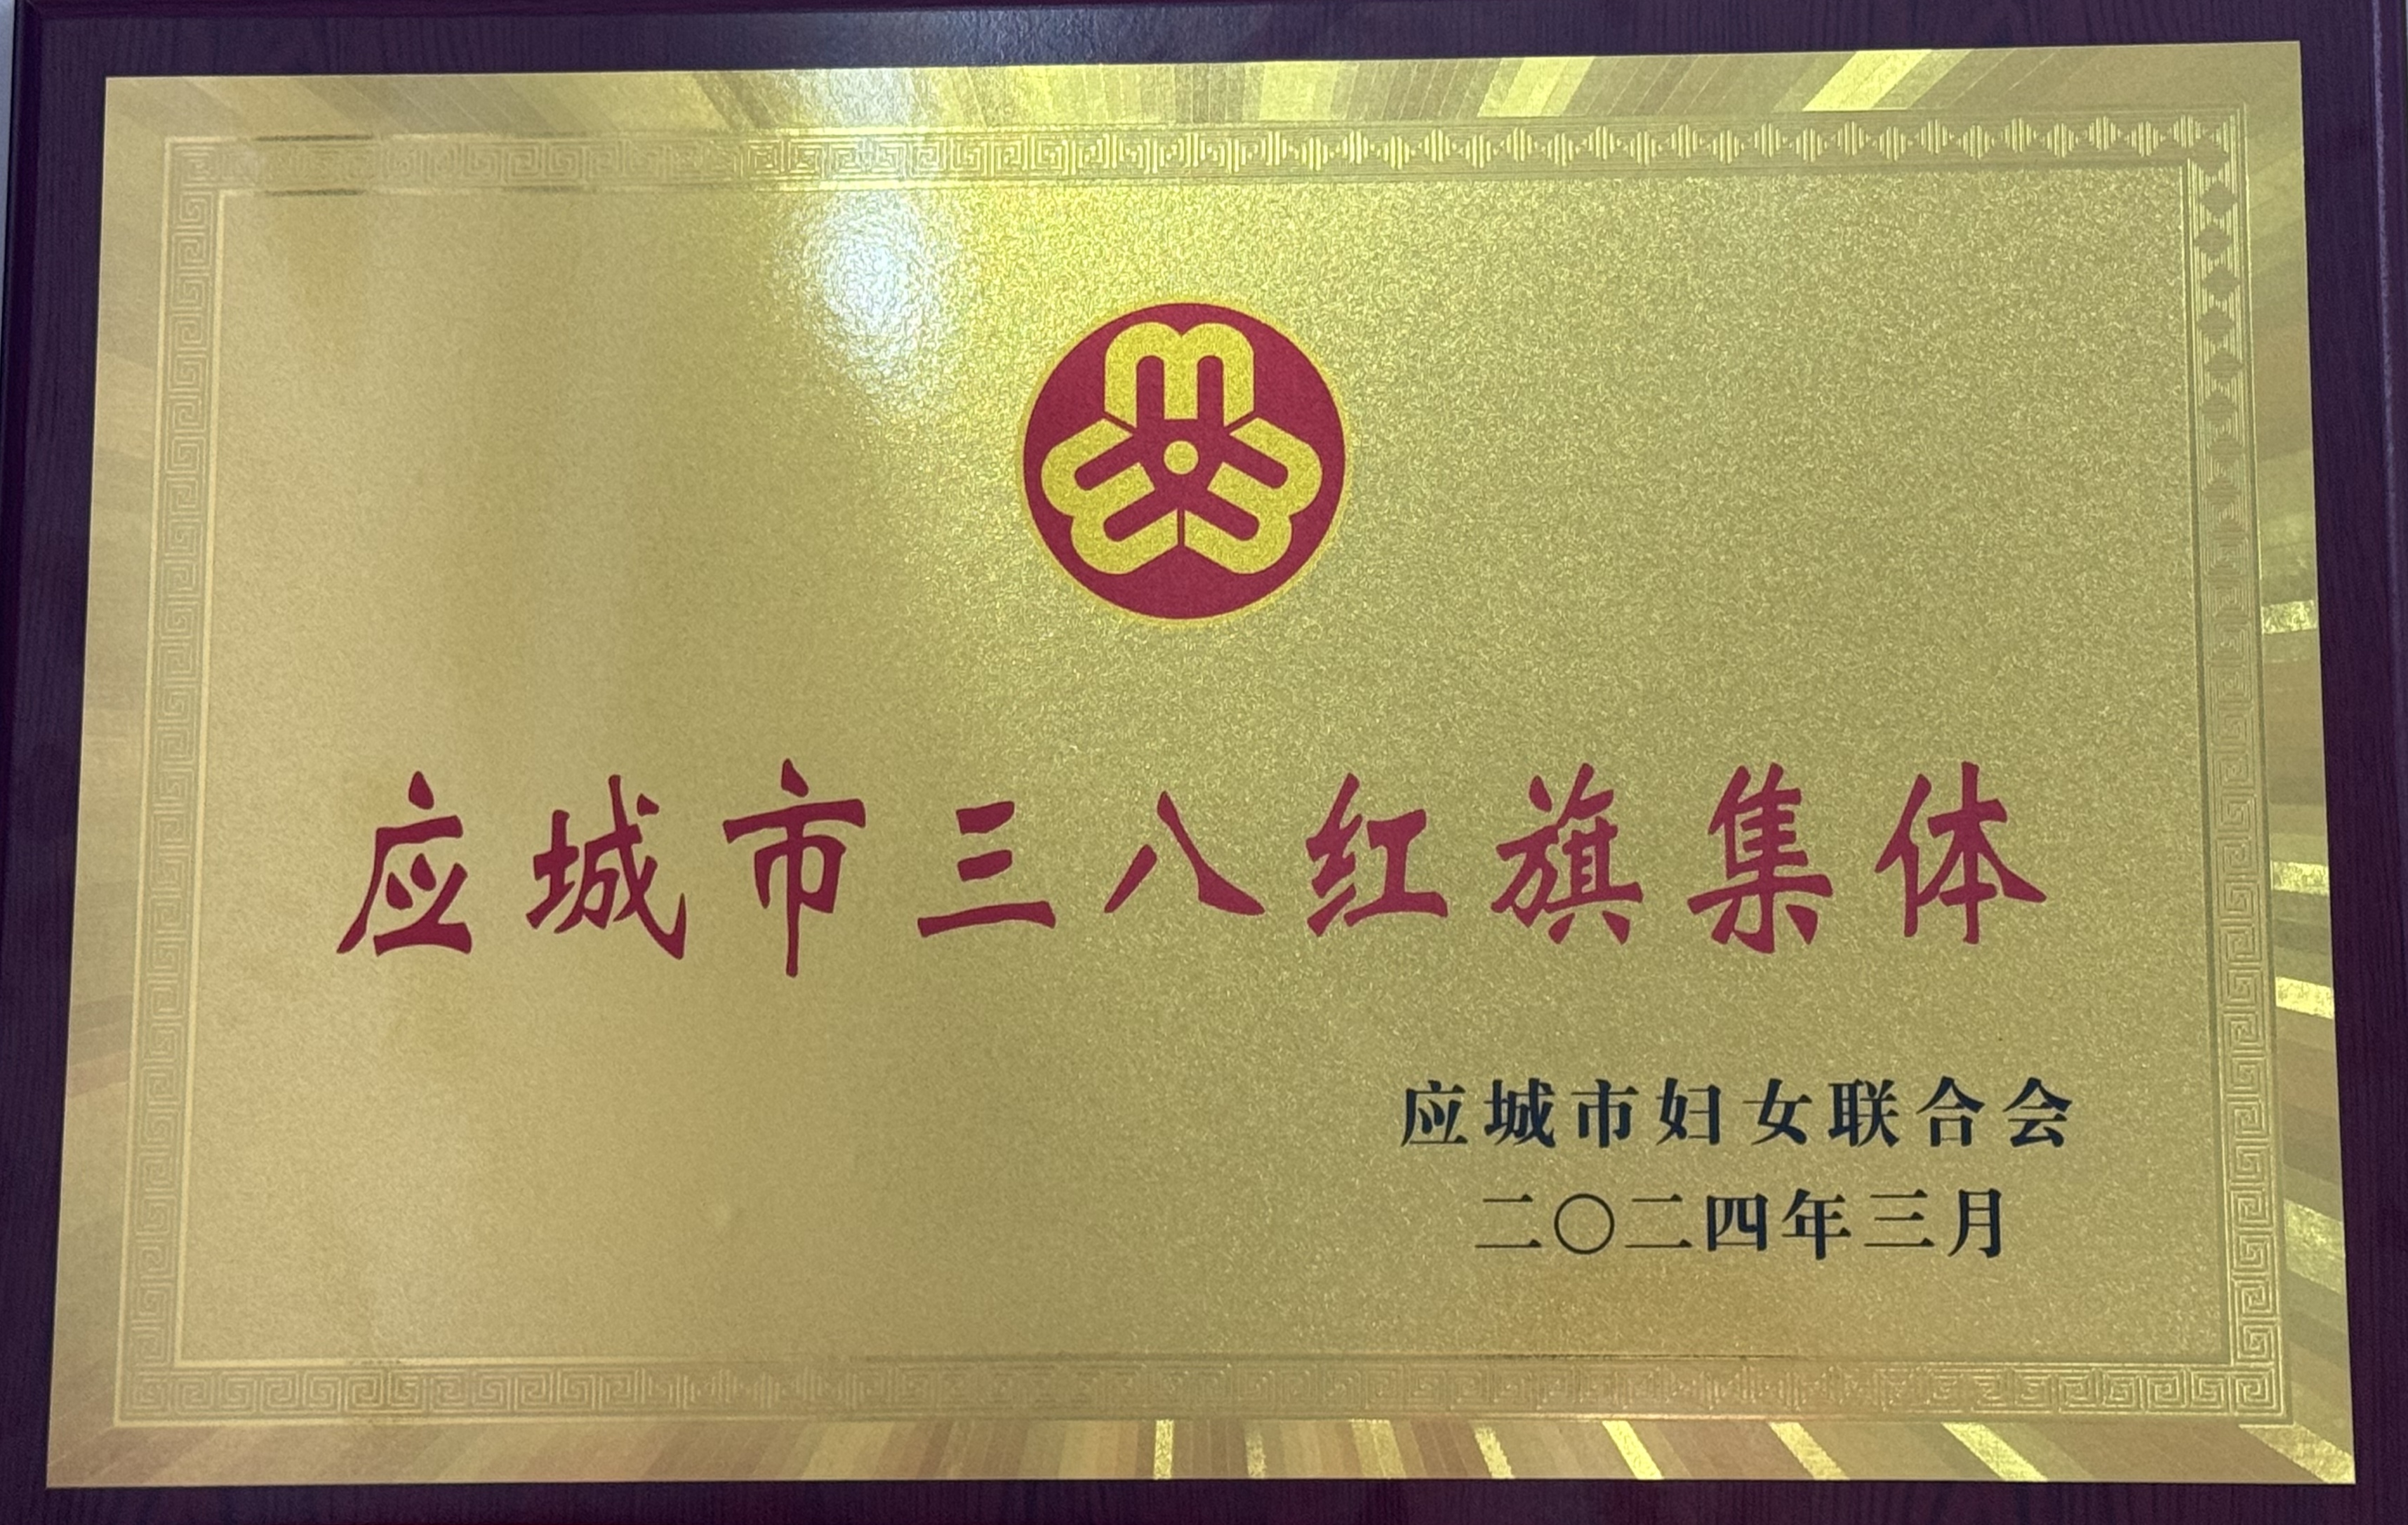 应城市三八红旗集体
应城市妇女联合会
二〇二四年三月